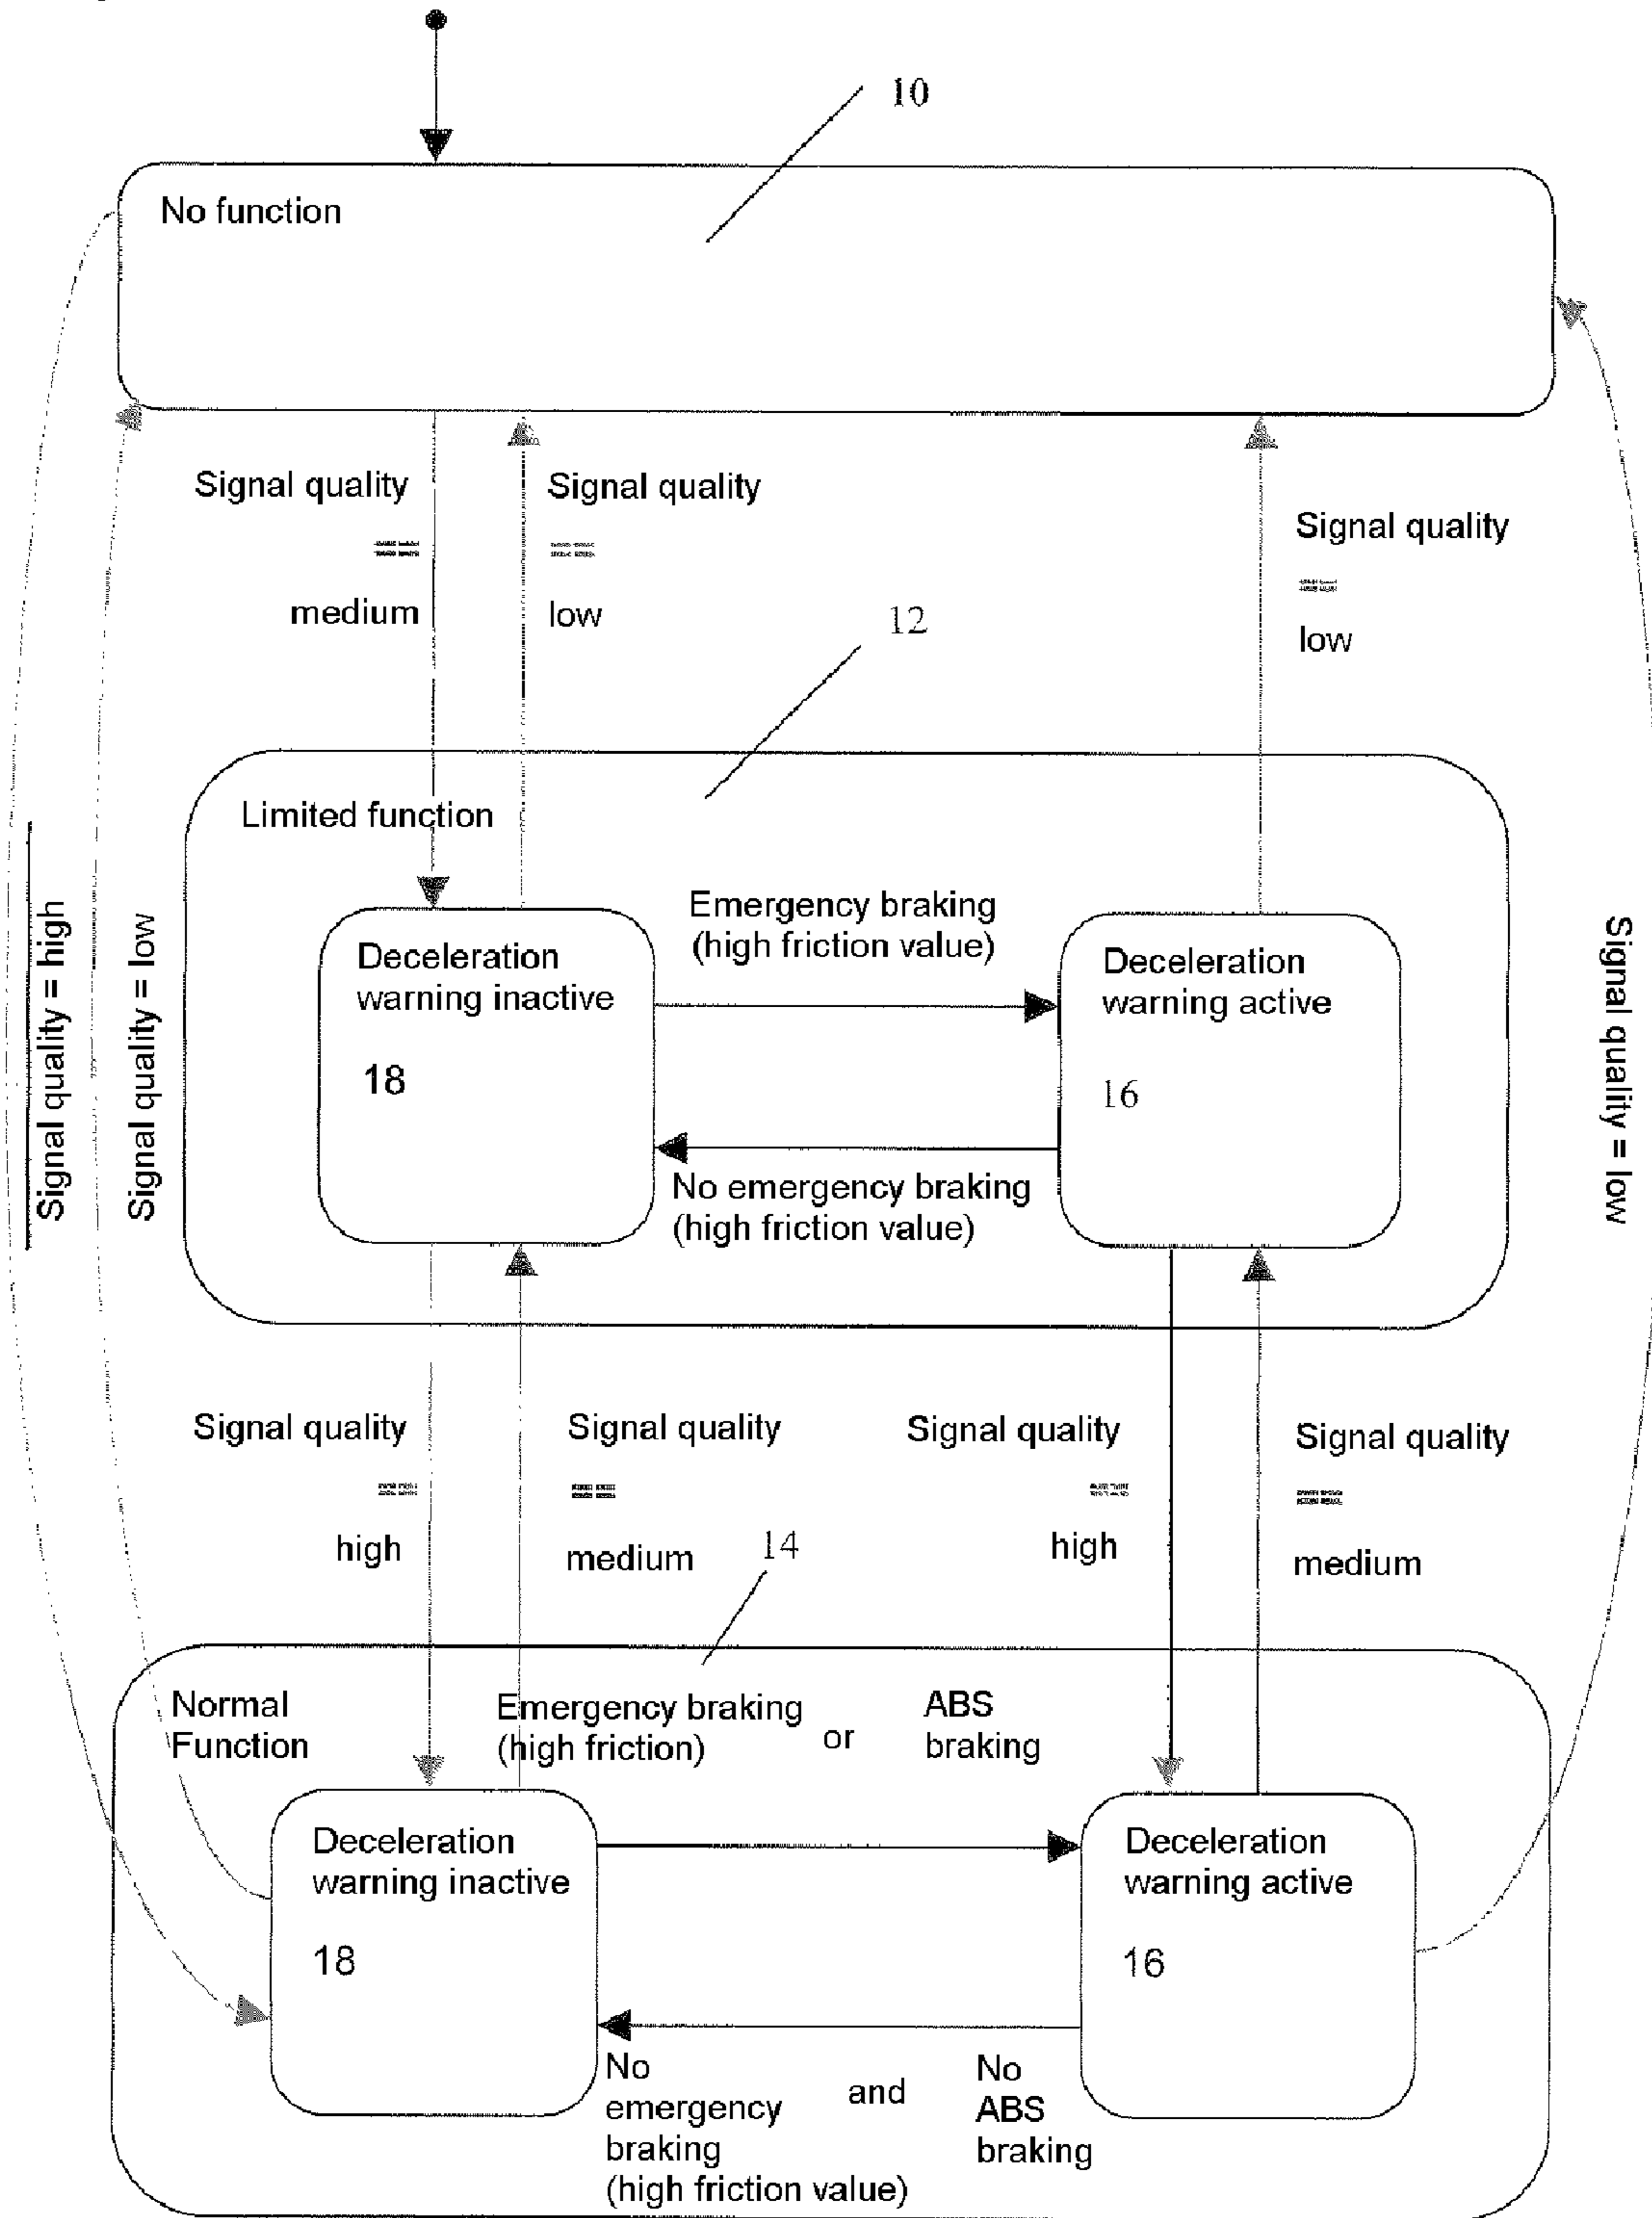 10
No function
Signal quality
=
medium
Signal quality
=
low
Signal quality
=
low
12
Limited function
Signal quality = high
Signal quality = low
Signal quality = low
Emergency braking
(high friction value)
Deceleration
warning inactive
18
Deceleration
warning active
16
No emergency braking
(high friction value)
Signal quality
=
high
Signal quality
=
medium
Signal quality
=
high
Signal quality
=
medium
14
Normal
Function
Emergency braking
(high friction)
or
ABS
braking
Deceleration
warning inactive
18
Deceleration
warning active
16
No
emergency
braking
(high friction value)
and
No
ABS
braking